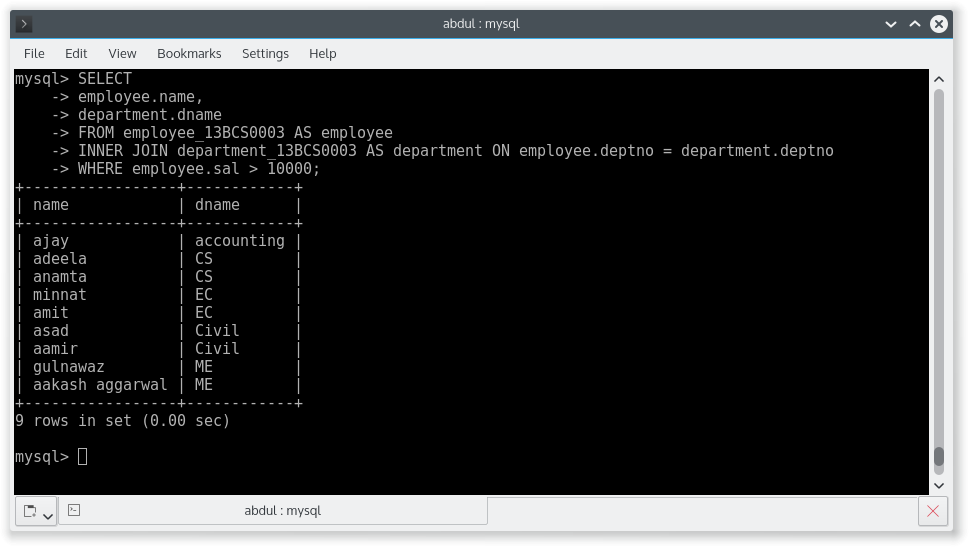 abdul : mysql
File Edit View Bookmarks Settings Help
mysql> SELECT
    -> employee.name,
    -> department.dname
    -> FROM employee_13BCS0003 AS employee
    -> INNER JOIN department_13BCS0003 AS department ON employee.deptno = department.deptno
    -> WHERE employee.sal > 10000;
+-----------------+------------+
| name            | dname      |
+-----------------+------------+
| ajay            | accounting |
| adeela          | CS         |
| anamta          | CS         |
| minnat          | EC         |
| amit            | EC         |
| asad            | Civil      |
| aamir           | Civil      |
| gulnawaz        | ME         |
| aakash aggarwal | ME         |
+-----------------+------------+
9 rows in set (0.00 sec)
mysql>
abdul : mysql